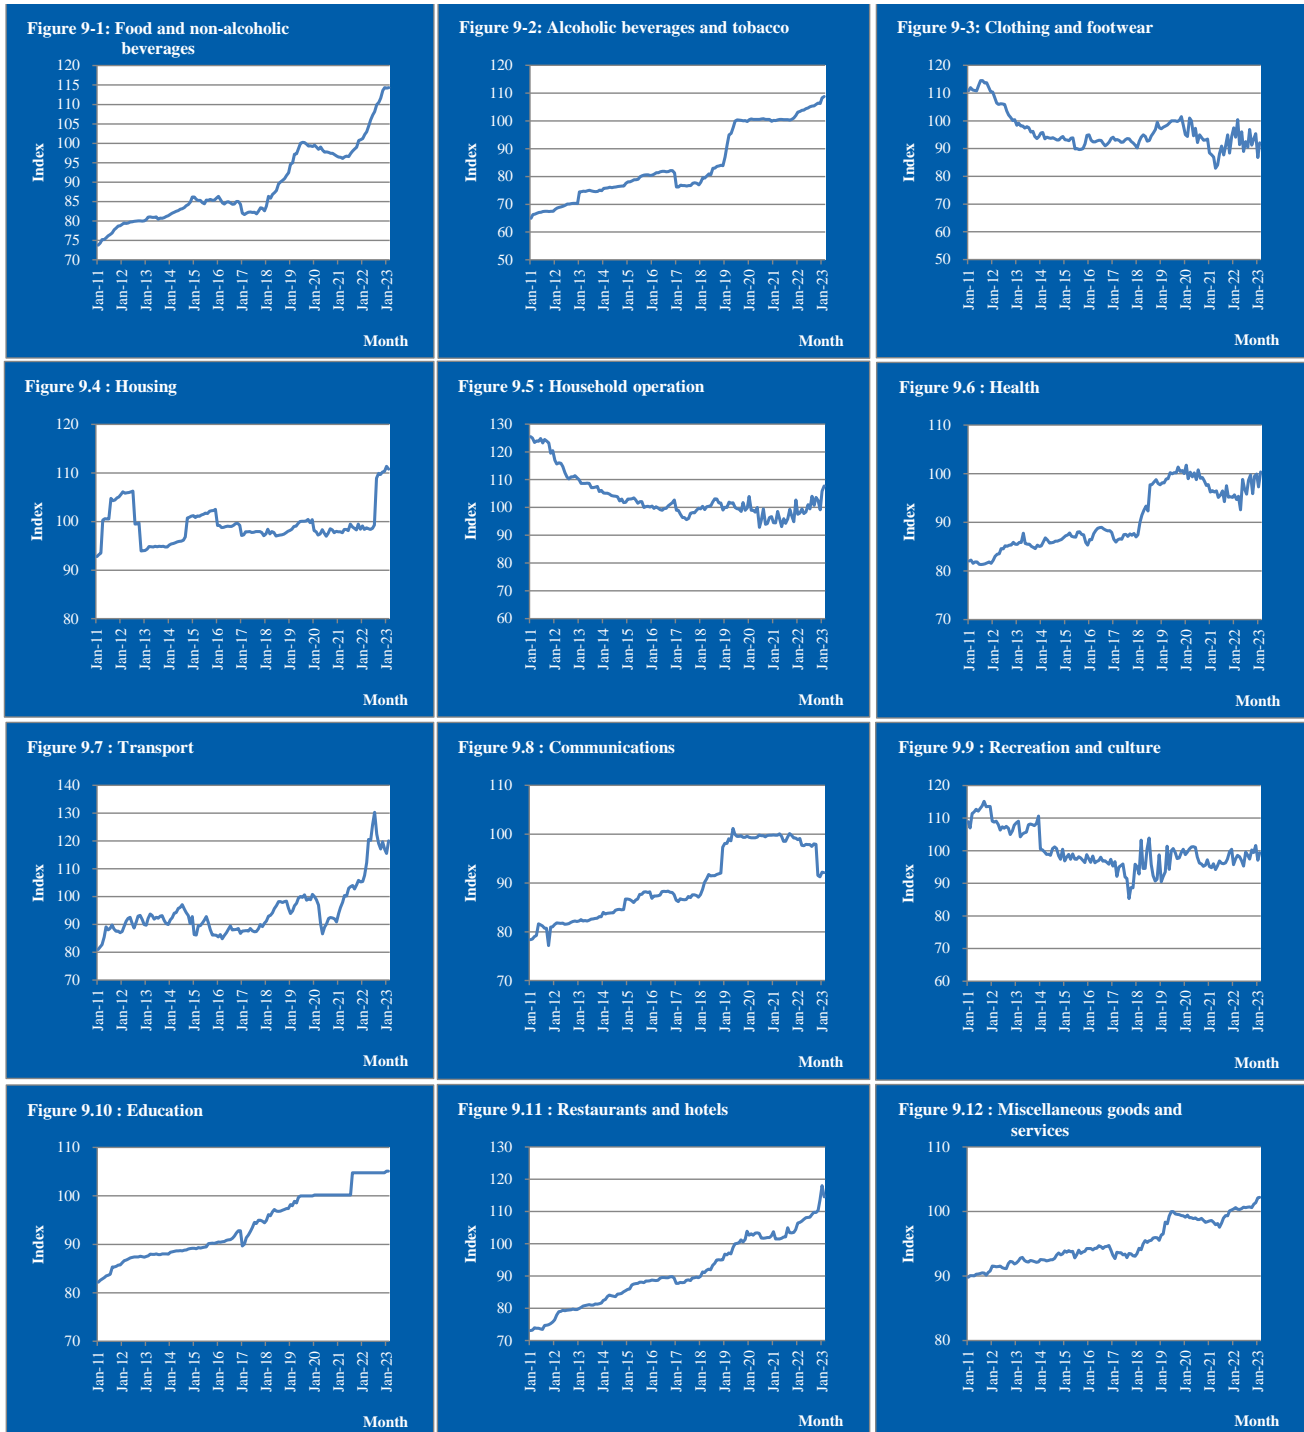 Figure 9-1: Food and non-alcoholic
beverages
120
115
110
105
100
95
90
85
80
75
70
Index
Jan-11
Jan-12
Jan-13
Jan-14
Jan-15
Jan-16
Jan-17
Jan-18
Jan-19
Jan-20
Jan-21
Jan-22
Jan-23
Month
Figure 9-2: Alcoholic beverages and tobacco
120
110
100
90
80
70
60
50
Index
Jan-11
Jan-12
Jan-13
Jan-14
Jan-15
Jan-16
Jan-17
Jan-18
Jan-19
Jan-20
Jan-21
Jan-22
Jan-23
Month
Figure 9-3: Clothing and footwear
120
110
100
90
80
70
60
50
Index
Jan-11
Jan-12
Jan-13
Jan-14
Jan-15
Jan-16
Jan-17
Jan-18
Jan-19
Jan-20
Jan-21
Jan-22
Jan-23
Month
Figure 9.4 : Housing
120
110
100
90
80
Index
Jan-11
Jan-12
Jan-13
Jan-14
Jan-15
Jan-16
Jan-17
Jan-18
Jan-19
Jan-20
Jan-21
Jan-22
Jan-23
Month
Figure 9.5 : Household operation
130
120
110
100
90
80
70
60
Index
Jan-11
Jan-12
Jan-13
Jan-14
Jan-15
Jan-16
Jan-17
Jan-18
Jan-19
Jan-20
Jan-21
Jan-22
Jan-23
Month
Figure 9.6 : Health
110
100
90
80
70
Index
Jan-11
Jan-12
Jan-13
Jan-14
Jan-15
Jan-16
Jan-17
Jan-18
Jan-19
Jan-20
Jan-21
Jan-22
Jan-23
Month
Figure 9.7 : Transport
140
130
120
110
100
90
80
70
Index
Jan-11
Jan-12
Jan-13
Jan-14
Jan-15
Jan-16
Jan-17
Jan-18
Jan-19
Jan-20
Jan-21
Jan-22
Jan-23
Month
Figure 9.8 : Communications
110
100
90
80
70
Index
Jan-11
Jan-12
Jan-13
Jan-14
Jan-15
Jan-16
Jan-17
Jan-18
Jan-19
Jan-20
Jan-21
Jan-22
Jan-23
Month
Figure 9.9 : Recreation and culture
120
110
100
90
80
70
60
Index
Jan-11
Jan-12
Jan-13
Jan-14
Jan-15
Jan-16
Jan-17
Jan-18
Jan-19
Jan-20
Jan-21
Jan-22
Jan-23
Month
Figure 9.10 : Education
110
100
90
80
70
Index
Jan-11
Jan-12
Jan-13
Jan-14
Jan-15
Jan-16
Jan-17
Jan-18
Jan-19
Jan-20
Jan-21
Jan-22
Jan-23
Month
Figure 9.11 : Restaurants and hotels
130
120
110
100
90
80
70
Index
Jan-11
Jan-12
Jan-13
Jan-14
Jan-15
Jan-16
Jan-17
Jan-18
Jan-19
Jan-20
Jan-21
Jan-22
Jan-23
Month
Figure 9.12 : Miscellaneous goods and
services
110
100
90
80
Index
Jan-11
Jan-12
Jan-13
Jan-14
Jan-15
Jan-16
Jan-17
Jan-18
Jan-19
Jan-20
Jan-21
Jan-22
Jan-23
Month